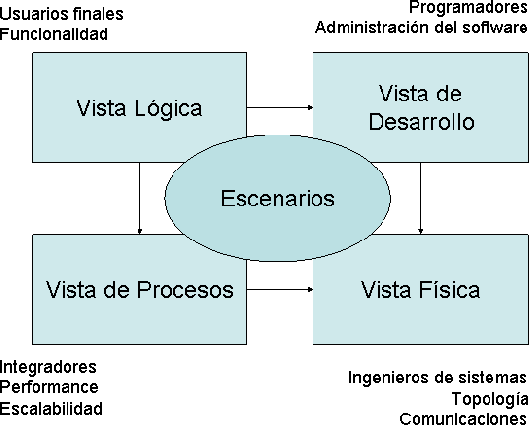 Usuarios finales
Funcionalidad
Programadores
Administración del software
Vista Lógica
Vista de
Desarrollo
Escenarios
Vista de Procesos
Vista Física
Integradores
Performance
Escalabilidad
Ingenieros de sistemas
Topología
Comunicaciones